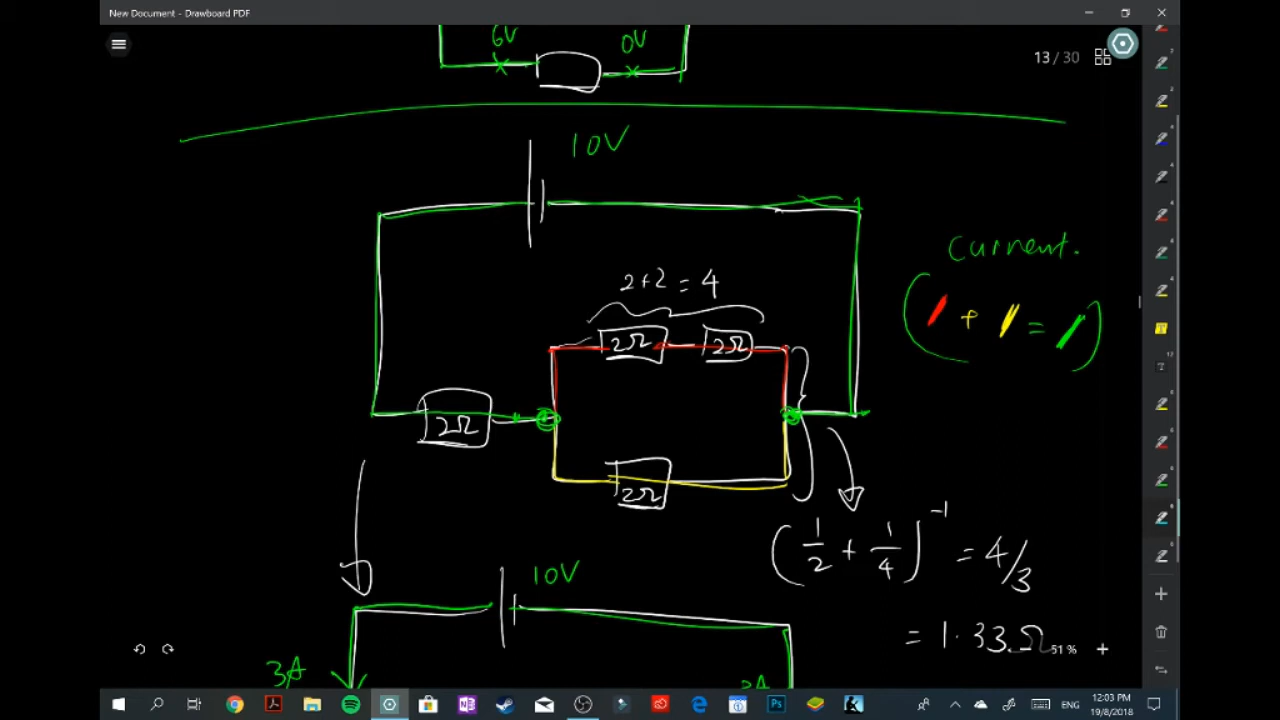 New Document - Drawboard PDF
6V
0V
13 / 30
10V
Current.
2+2 = 4
( / + / = / )
2Ω
2Ω
2Ω
2Ω
(1/2 + 1/4)^-1 = 4/3
10V
= 1.33Ω
51 %
3A
ENG
12:03 PM
19/8/2018